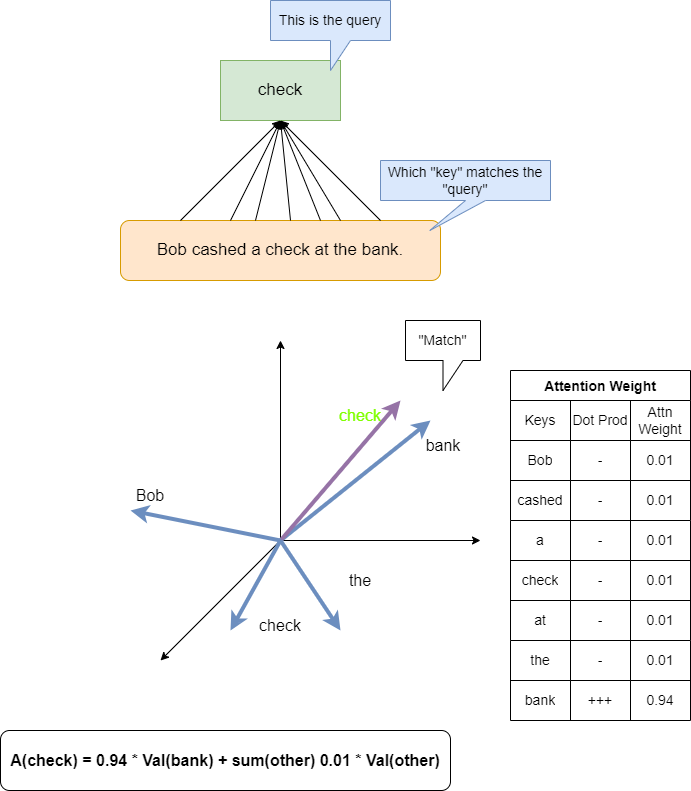 This is the query
check
Which "key" matches the
"query"
Bob cashed a check at the bank.
"Match"
check
bank
Bob
the
check
Attention Weight
Keys Dot Prod Attn
Weight
Bob - 0.01
cashed - 0.01
a - 0.01
check - 0.01
at - 0.01
the - 0.01
bank +++ 0.94
A(check) = 0.94 * Val(bank) + sum(other) 0.01 * Val(other)